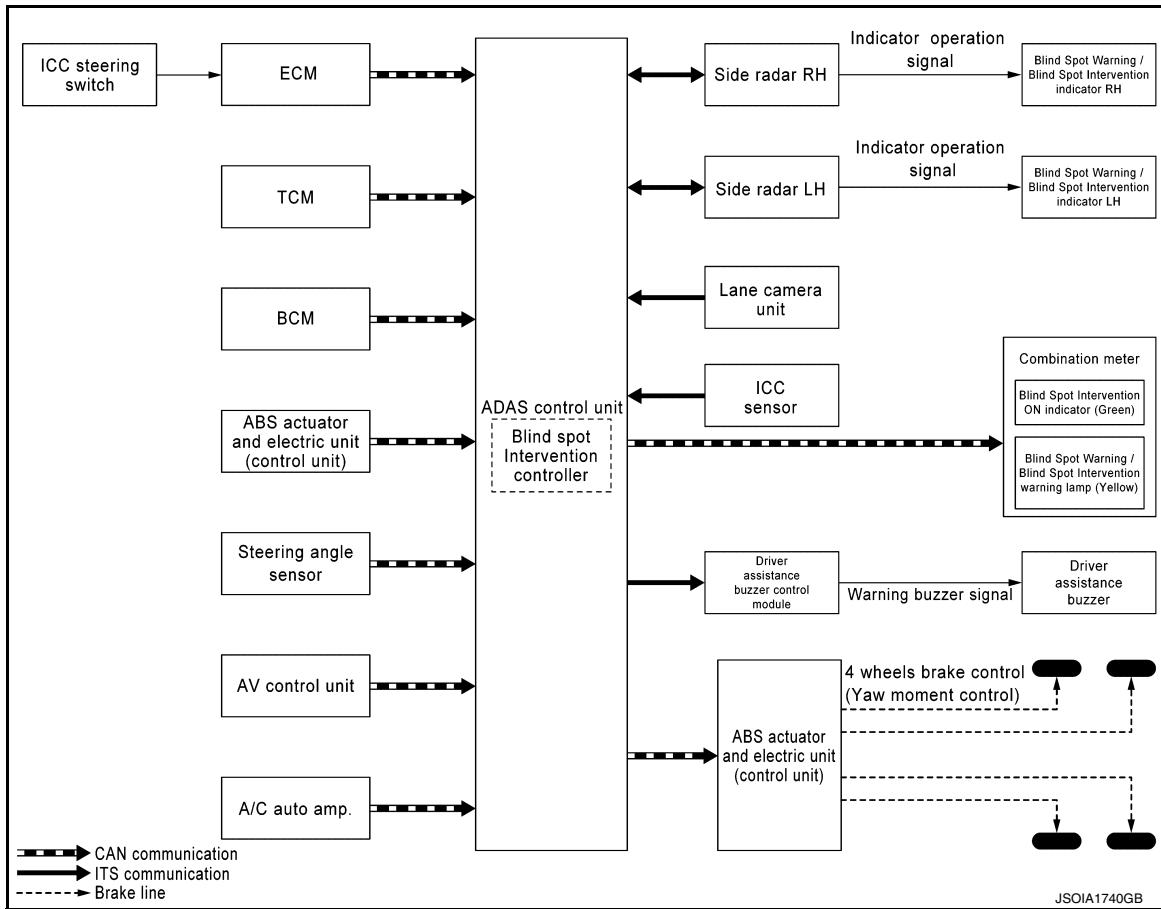 ICC steering
switch
ECM
TCM
BCM
ABS actuator
and electric unit
(control unit)
Steering angle
sensor
AV control unit
A/C auto amp.
ADAS control unit
Blind spot
Intervention
controller
Side radar RH
Indicator operation
signal
Blind Spot Warning /
Blind Spot Intervention
indicator RH
Side radar LH
Indicator operation
signal
Blind Spot Warning /
Blind Spot Intervention
indicator LH
Lane camera
unit
ICC
sensor
Combination meter
Blind Spot Intervention
ON indicator (Green)
Blind Spot Warning /
Blind Spot Intervention
warning lamp (Yellow)
Driver
assistance
buzzer control
module
Warning buzzer signal
Driver
assistance
buzzer
ABS actuator
and electric unit
(control unit)
4 wheels brake control
(Yaw moment control)
CAN communication
ITS communication
Brake line
JSOIA1740GB